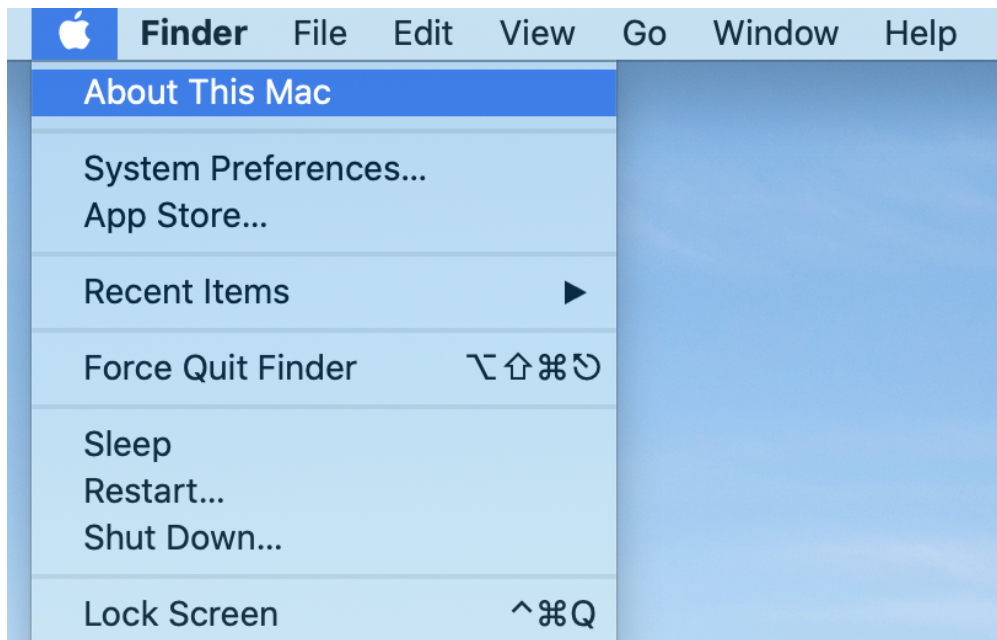 Finder File Edit View Go Window Help
About This Mac
System Preferences...
App Store...
Recent Items ▶
Force Quit Finder ⌥⇧⌘⎋
Sleep
Restart...
Shut Down...
Lock Screen ^⌘Q